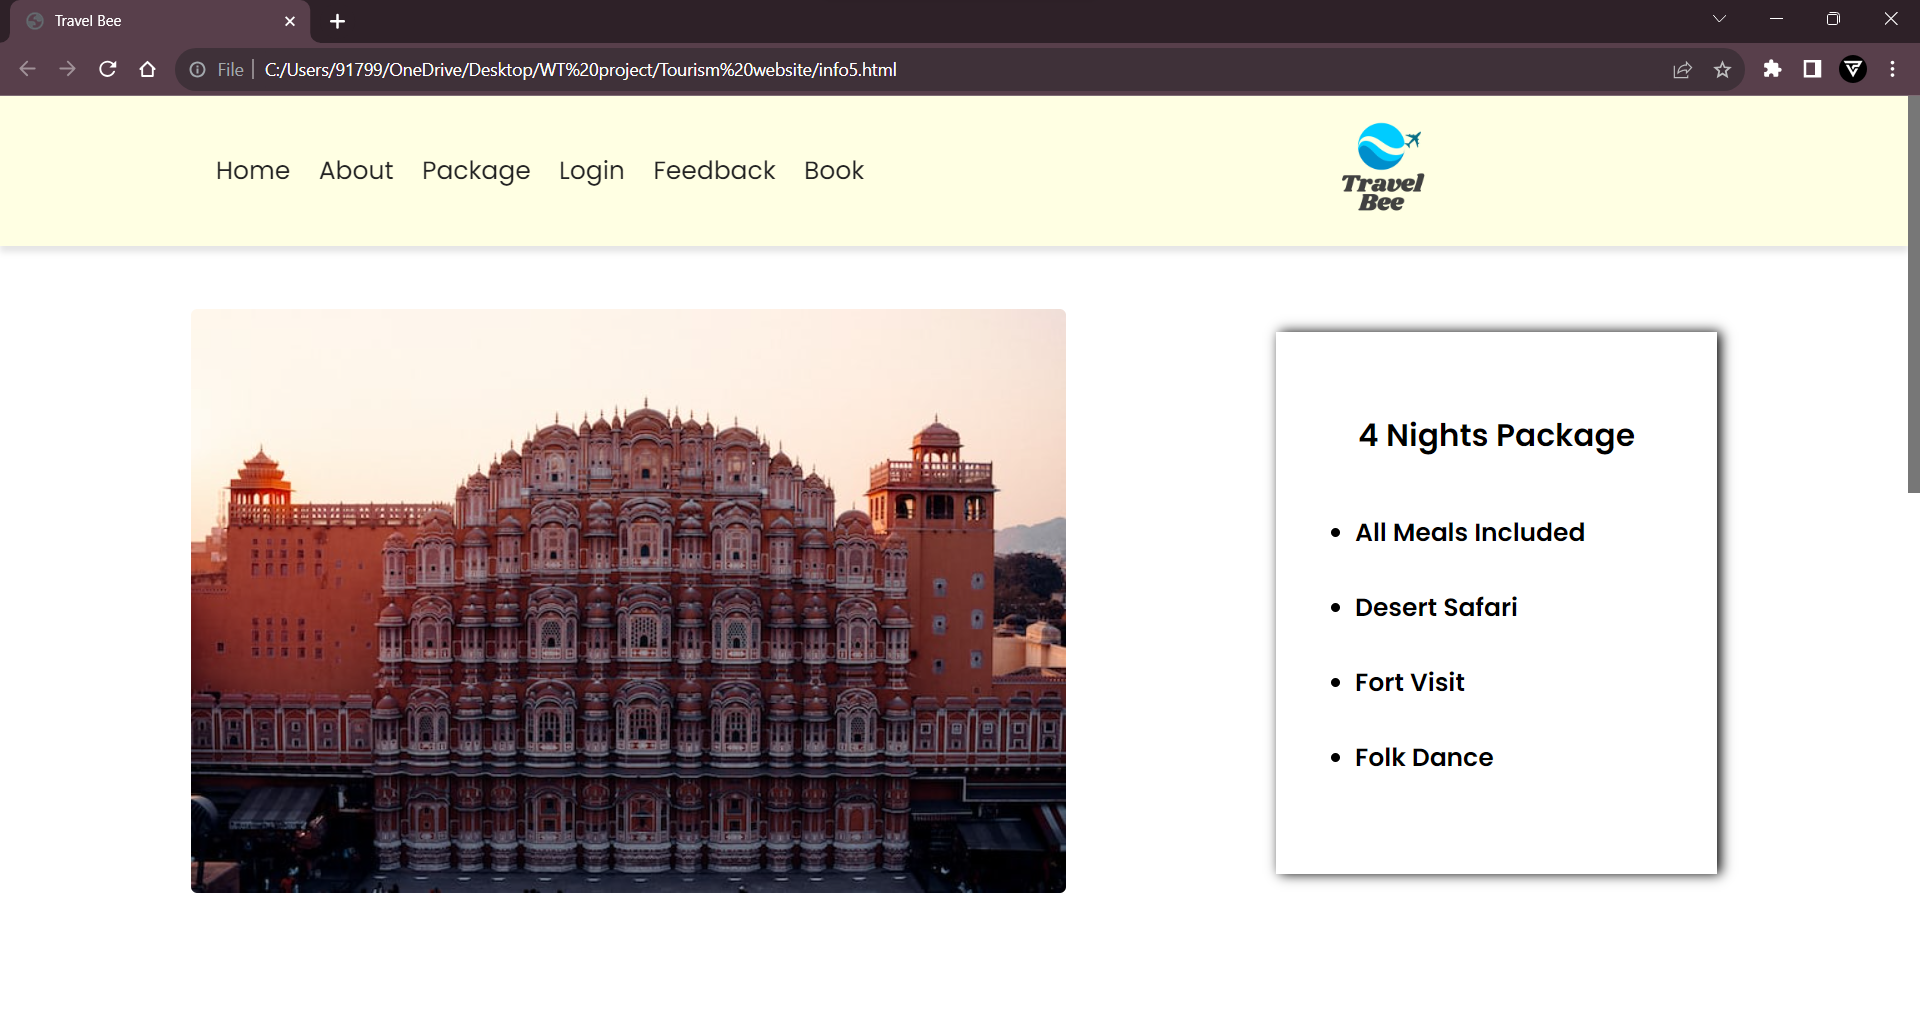 Travel Bee
File
C:/Users/91799/OneDrive/Desktop/WT%20project/Tourism%20website/info5.html
Home About Package Login Feedback Book
Travel
Bee
4 Nights Package
• All Meals Included
• Desert Safari
• Fort Visit
• Folk Dance